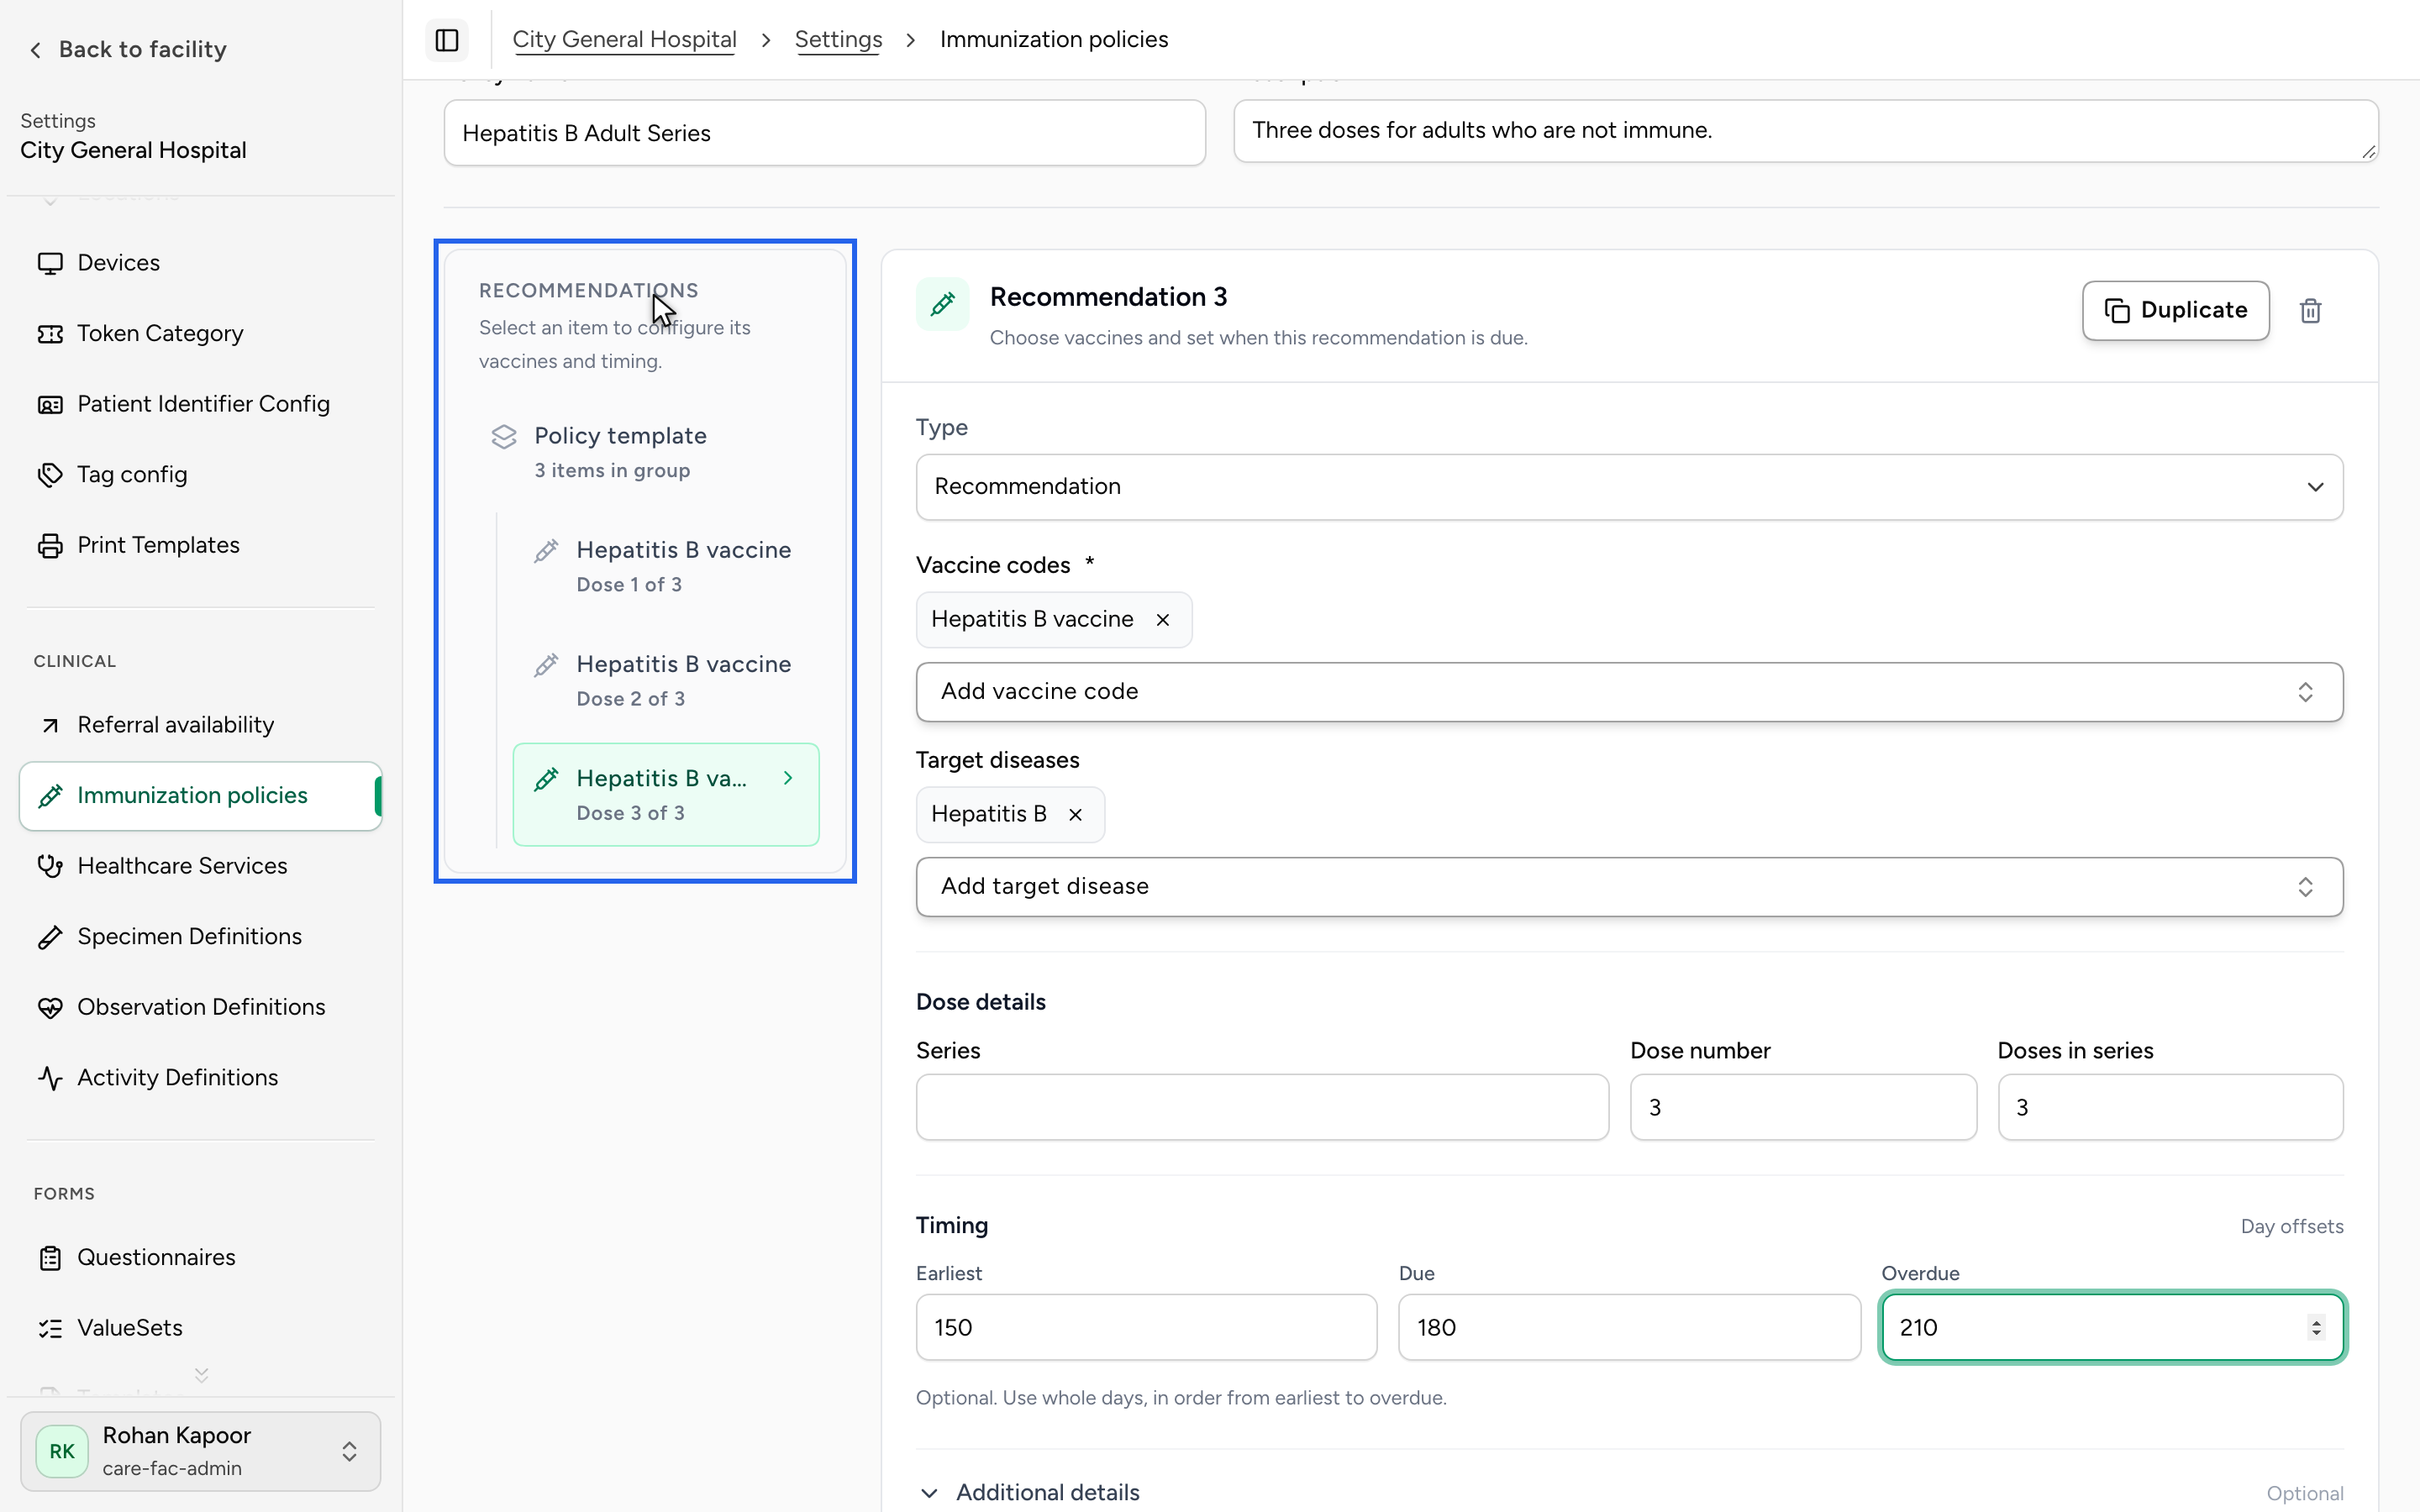 Back to facility
Settings
City General Hospital
Devices
Token Category
Patient Identifier Config
Tag config
Print Templates
CLINICAL
Referral availability
Immunization policies
Healthcare Services
Specimen Definitions
Observation Definitions
Activity Definitions
FORMS
Questionnaires
ValueSets
RK
Rohan Kapoor
care-fac-admin
City General Hospital > Settings > Immunization policies
Hepatitis B Adult Series
Three doses for adults who are not immune.
RECOMMENDATIONS
Select an item to configure its
vaccines and timing.
Policy template
3 items in group
Hepatitis B vaccine
Dose 1 of 3
Hepatitis B vaccine
Dose 2 of 3
Hepatitis B va...
Dose 3 of 3
Recommendation 3
Choose vaccines and set when this recommendation is due.
Duplicate
Type
Recommendation
Vaccine codes *
Hepatitis B vaccine
Add vaccine code
Target diseases
Hepatitis B
Add target disease
Dose details
Series Dose number Doses in series
3 3
Timing Day offsets
Earliest Due Overdue
150 180 210
Optional. Use whole days, in order from earliest to overdue.
Additional details Optional